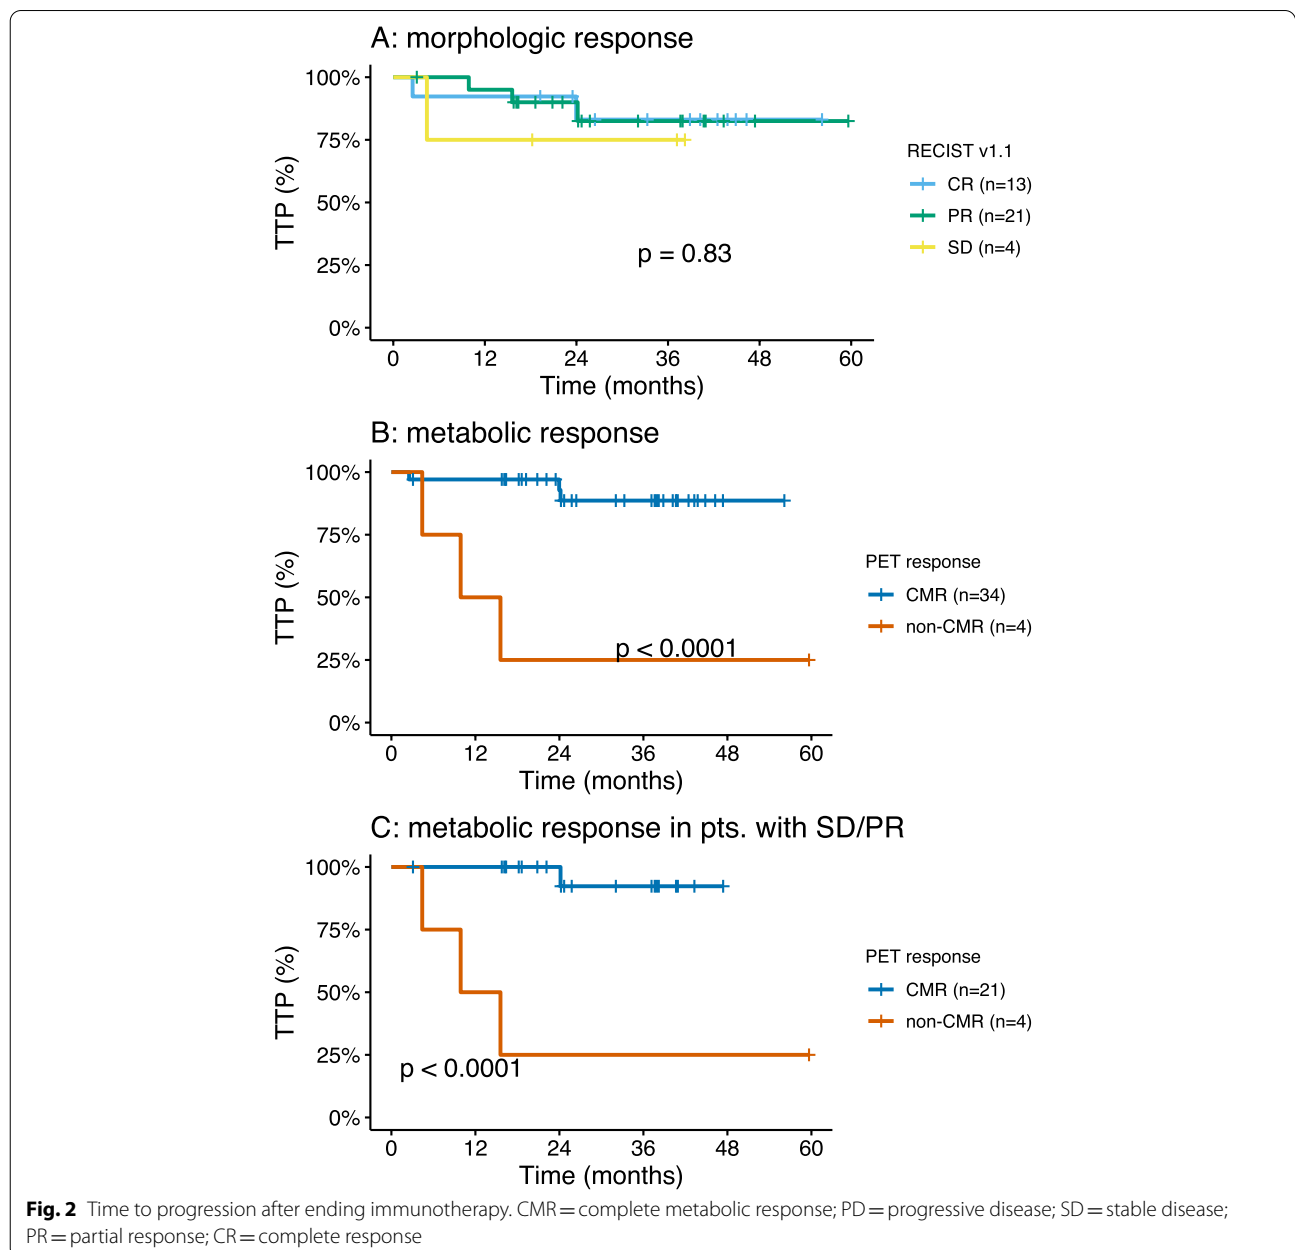 A: morphologic response
100%
75%
50%
25%
0%
TTP (%)
p = 0.83
0 12 24 36 48 60
Time (months)
RECIST v1.1
CR (n=13)
PR (n=21)
SD (n=4)
B: metabolic response
100%
75%
50%
25%
0%
TTP (%)
p < 0.0001
0 12 24 36 48 60
Time (months)
PET response
CMR (n=34)
non-CMR (n=4)
C: metabolic response in pts. with SD/PR
100%
75%
50%
25%
0%
TTP (%)
p < 0.0001
0 12 24 36 48 60
Time (months)
PET response
CMR (n=21)
non-CMR (n=4)
Fig. 2 Time to progression after ending immunotherapy. CMR = complete metabolic response; PD = progressive disease; SD = stable disease;
PR = partial response; CR = complete response